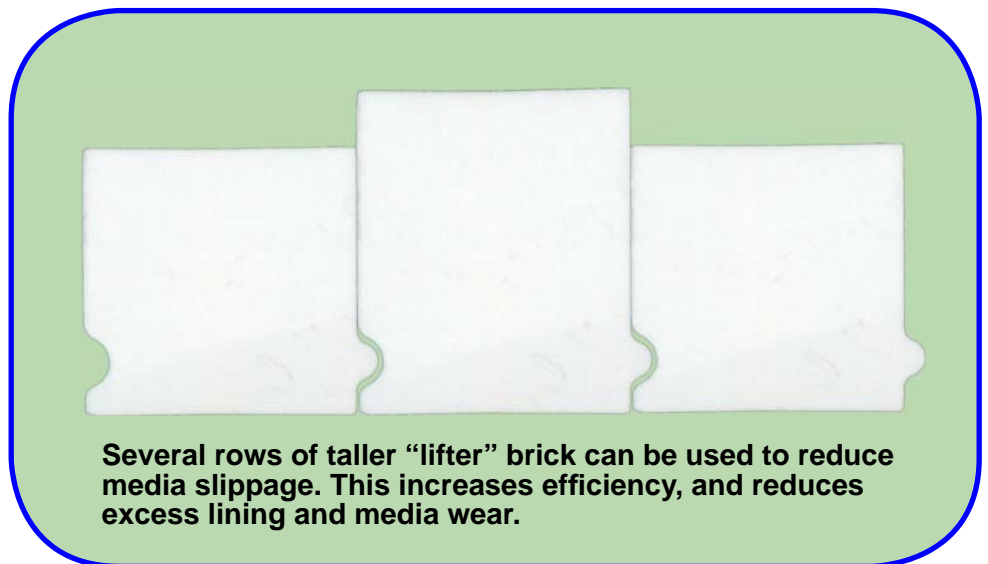 Several rows of taller “lifter” brick can be used to reduce
media slippage. This increases efficiency, and reduces
excess lining and media wear.